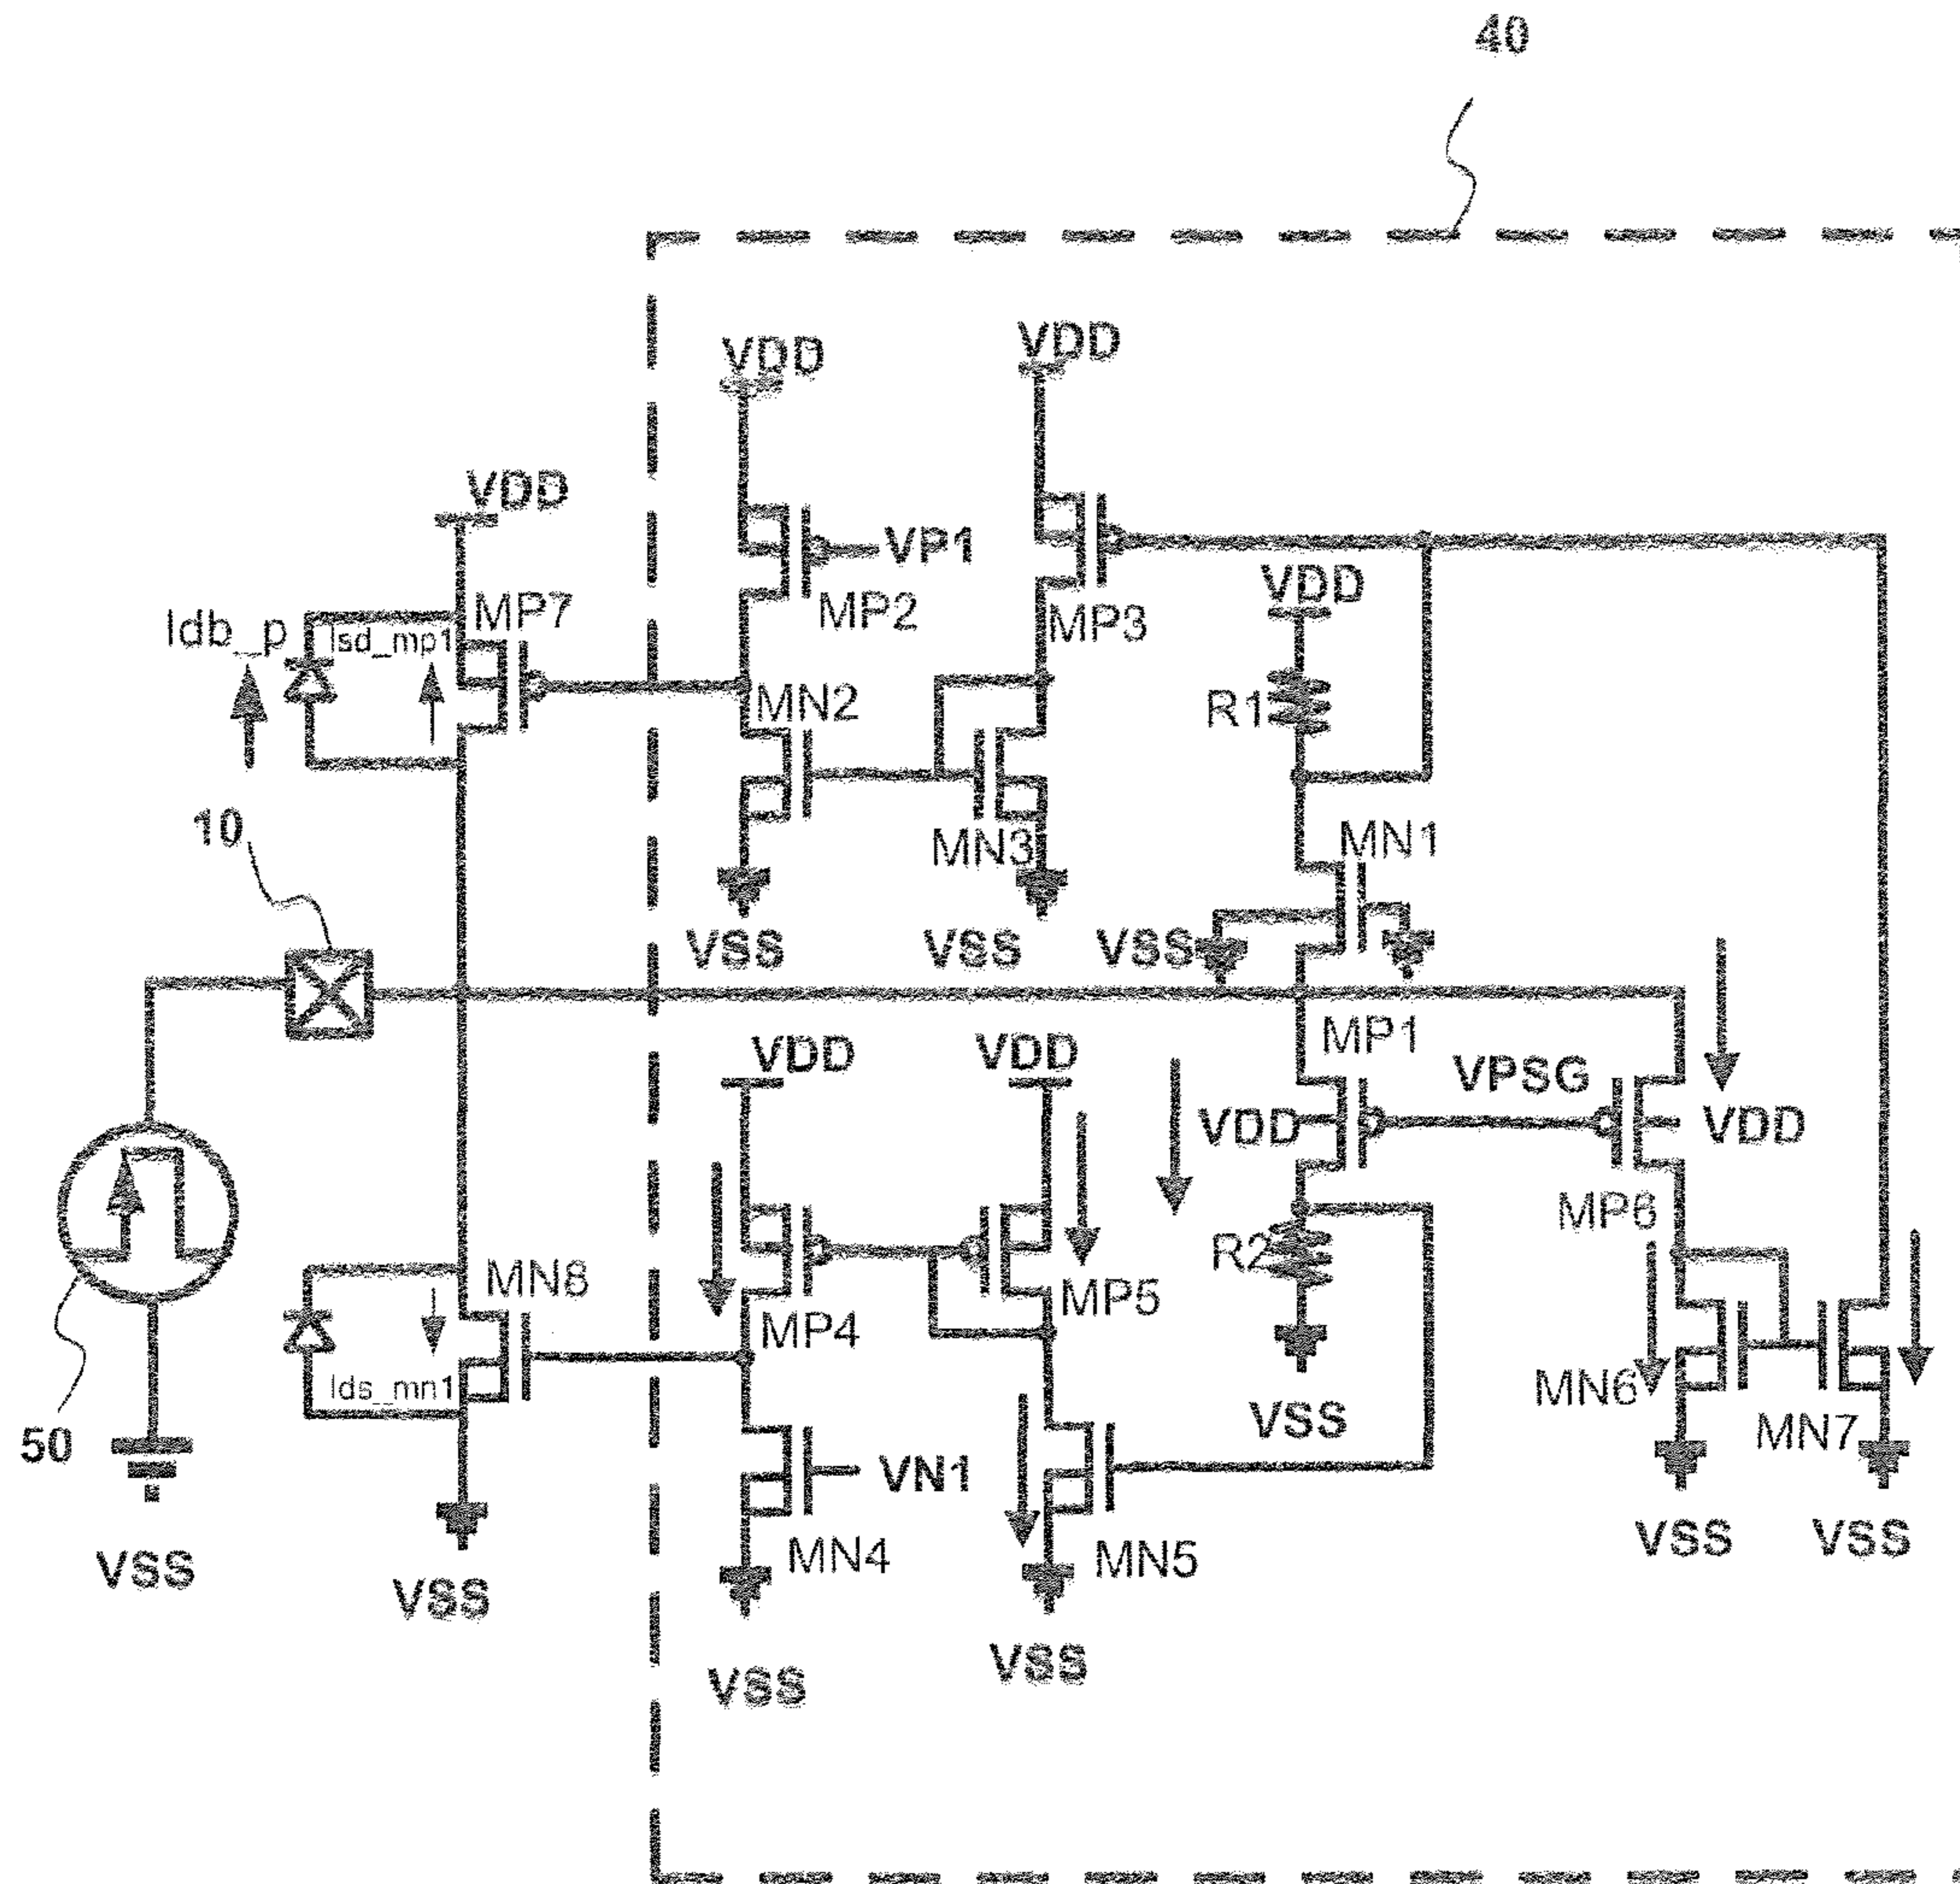 40
VDD
VDD
VDD
VP1
VDD
Idb_p
Isd_mp1
MP7
MP2
MP3
MN2
R1
10
MN3
MN1
VSS
VSS
VSS
MP1
VDD
VDD
VPSG
VDD
VDD
MP6
R2
MN8
MP4
MP5
Ids_mn1
MN6
VSS
MN7
50
VN1
MN4
MN5
VSS
VSS
VSS
VSS
VSS
VSS